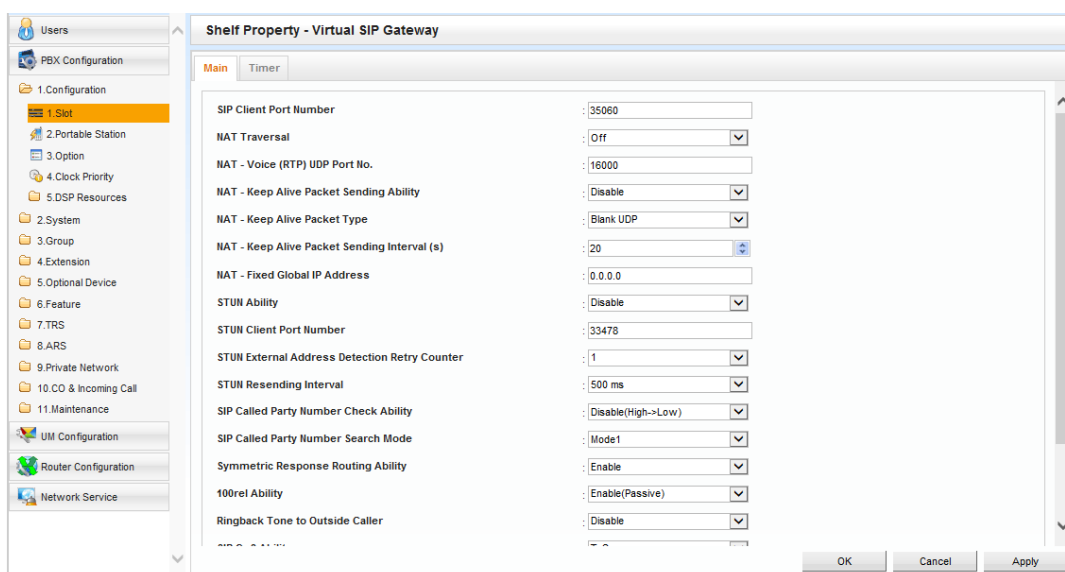 Users
PBX Configuration
1.Configuration
1.Slot
2.Portable Station
3.Option
4.Clock Priority
5.DSP Resources
2.System
3.Group
4.Extension
5.Optional Device
6.Feature
7.TRS
8.ARS
9.Private Network
10.CO & Incoming Call
11.Maintenance
UM Configuration
Router Configuration
Network Service
Shelf Property - Virtual SIP Gateway
Main Timer
SIP Client Port Number : 35060
NAT Traversal : Off
NAT - Voice (RTP) UDP Port No. : 16000
NAT - Keep Alive Packet Sending Ability : Disable
NAT - Keep Alive Packet Type : Blank UDP
NAT - Keep Alive Packet Sending Interval (s) : 20
NAT - Fixed Global IP Address : 0.0.0.0
STUN Ability : Disable
STUN Client Port Number : 33478
STUN External Address Detection Retry Counter : 1
STUN Resending Interval : 500 ms
SIP Called Party Number Check Ability : Disable(High->Low)
SIP Called Party Number Search Mode : Mode1
Symmetric Response Routing Ability : Enable
100rel Ability : Enable(Passive)
Ringback Tone to Outside Caller : Disable
OK Cancel Apply